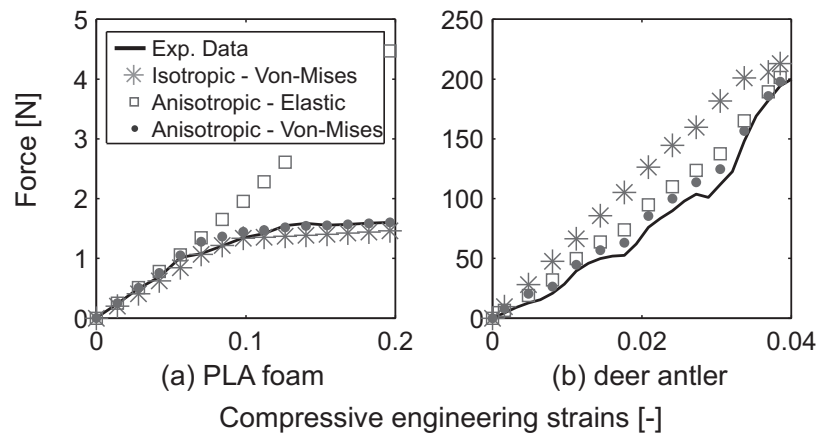 5
4
3
2
1
0
Force [N]
Exp. Data
Isotropic - Von-Mises
Anisotropic - Elastic
Anisotropic - Von-Mises
0
0.1
0.2
(a) PLA foam
250
200
150
100
50
0
0
0.02
0.04
(b) deer antler
Compressive engineering strains [-]